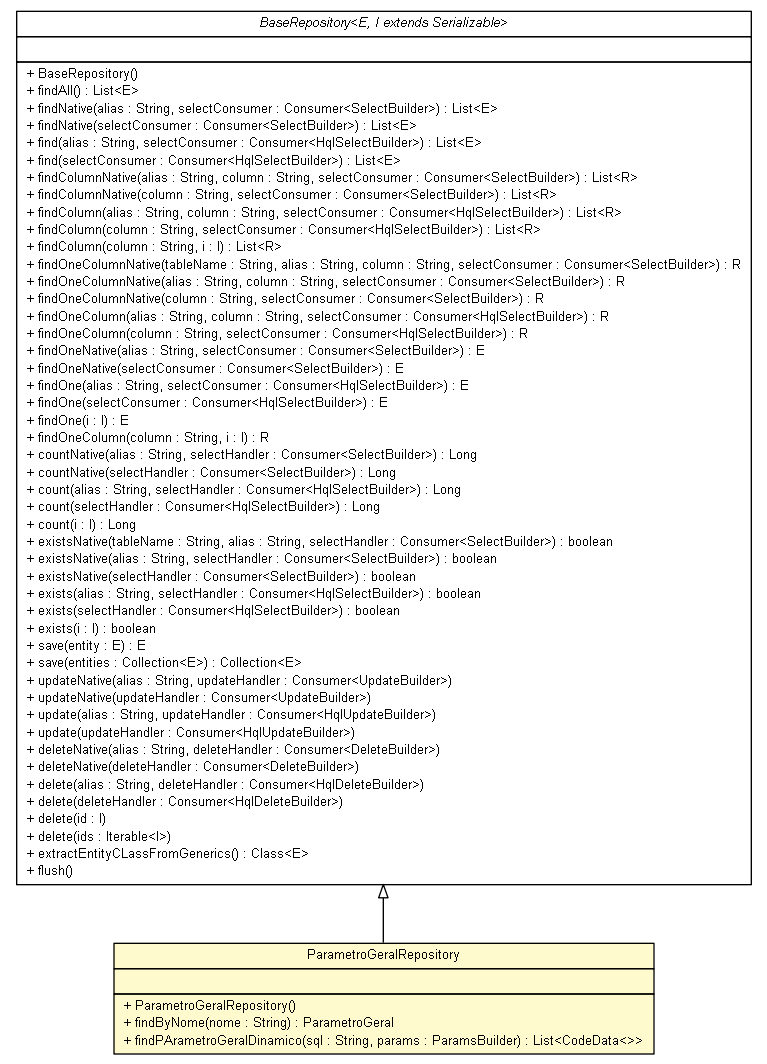 BaseRepository<E, I extends Serializable>
+ BaseRepository()
+ findAll() : List<E>
+ findNative(alias : String, selectConsumer : Consumer<SelectBuilder>) : List<E>
+ findNative(selectConsumer : Consumer<SelectBuilder>) : List<E>
+ find(alias : String, selectConsumer : Consumer<HqlSelectBuilder>) : List<E>
+ find(selectConsumer : Consumer<HqlSelectBuilder>) : List<E>
+ findColumnNative(alias : String, column : String, selectConsumer : Consumer<SelectBuilder>) : List<R>
+ findColumnNative(column : String, selectConsumer : Consumer<SelectBuilder>) : List<R>
+ findColumn(alias : String, column : String, selectConsumer : Consumer<HqlSelectBuilder>) : List<R>
+ findColumn(column : String, selectConsumer : Consumer<HqlSelectBuilder>) : List<R>
+ findColumn(column : String, i : I) : List<R>
+ findOneColumnNative(tableName : String, alias : String, column : String, selectConsumer : Consumer<SelectBuilder>) : R
+ findOneColumnNative(alias : String, column : String, selectConsumer : Consumer<SelectBuilder>) : R
+ findOneColumnNative(column : String, selectConsumer : Consumer<SelectBuilder>) : R
+ findOneColumn(alias : String, column : String, selectConsumer : Consumer<HqlSelectBuilder>) : R
+ findOneColumn(column : String, selectConsumer : Consumer<HqlSelectBuilder>) : R
+ findOneNative(alias : String, selectConsumer : Consumer<SelectBuilder>) : E
+ findOneNative(selectConsumer : Consumer<SelectBuilder>) : E
+ findOne(alias : String, selectConsumer : Consumer<HqlSelectBuilder>) : E
+ findOne(selectConsumer : Consumer<HqlSelectBuilder>) : E
+ findOne(i : I) : E
+ findOneColumn(column : String, i : I) : R
+ countNative(alias : String, selectHandler : Consumer<SelectBuilder>) : Long
+ countNative(selectHandler : Consumer<SelectBuilder>) : Long
+ count(alias : String, selectHandler : Consumer<HqlSelectBuilder>) : Long
+ count(selectHandler : Consumer<HqlSelectBuilder>) : Long
+ count(i : I) : Long
+ existsNative(tableName : String, alias : String, selectHandler : Consumer<SelectBuilder>) : boolean
+ existsNative(alias : String, selectHandler : Consumer<SelectBuilder>) : boolean
+ existsNative(selectHandler : Consumer<SelectBuilder>) : boolean
+ exists(alias : String, selectHandler : Consumer<HqlSelectBuilder>) : boolean
+ exists(selectHandler : Consumer<HqlSelectBuilder>) : boolean
+ exists(i : I) : boolean
+ save(entity : E) : E
+ save(entities : Collection<E>) : Collection<E>
+ updateNative(alias : String, updateHandler : Consumer<UpdateBuilder>)
+ updateNative(updateHandler : Consumer<UpdateBuilder>)
+ update(alias : String, updateHandler : Consumer<HqlUpdateBuilder>)
+ update(updateHandler : Consumer<HqlUpdateBuilder>)
+ deleteNative(alias : String, deleteHandler : Consumer<DeleteBuilder>)
+ deleteNative(deleteHandler : Consumer<DeleteBuilder>)
+ delete(alias : String, deleteHandler : Consumer<HqlDeleteBuilder>)
+ delete(deleteHandler : Consumer<HqlDeleteBuilder>)
+ delete(id : I)
+ delete(ids : Iterable<I>)
+ extractEntityCLassFromGenerics() : Class<E>
+ flush()
ParametroGeralRepository
+ ParametroGeralRepository()
+ findByNome(nome : String) : ParametroGeral
+ findPArametroGeralDinamico(sql : String, params : ParamsBuilder) : List<CodeData<>>